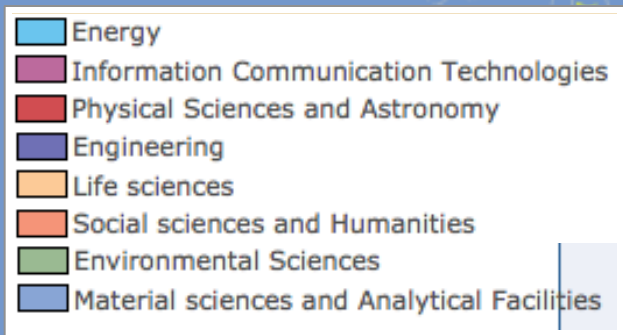 Energy
Information Communication Technologies
Physical Sciences and Astronomy
Engineering
Life sciences
Social sciences and Humanities
Environmental Sciences
Material sciences and Analytical Facilities